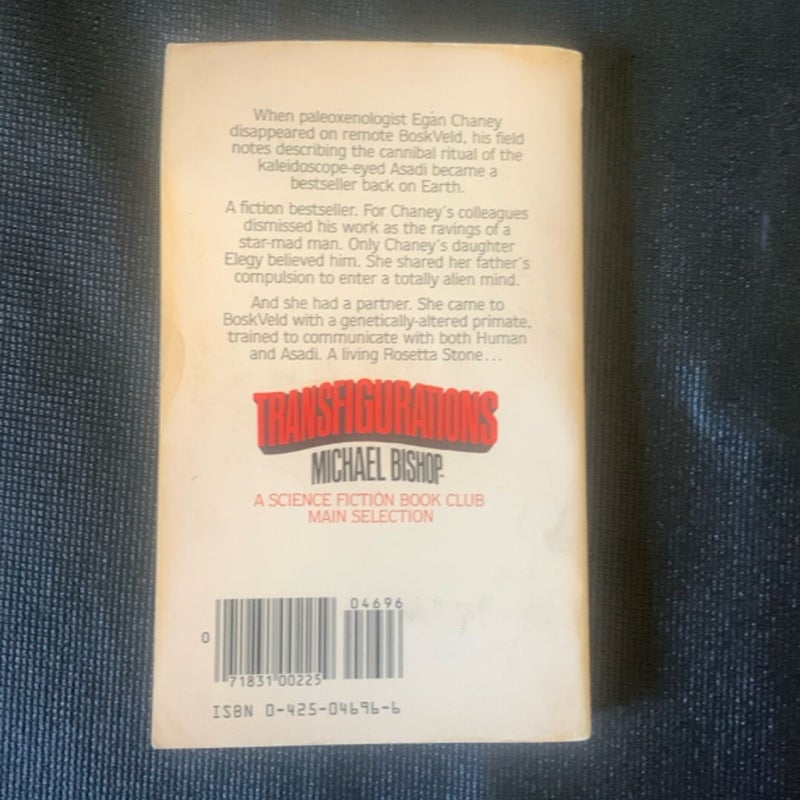 When paleoxenologist Egan Chaney
disappeared on remote BoskVeld, his field
notes describing the cannibal ritual of the
kaleidoscope-eyed Asadi became a
bestseller back on Earth.
A fiction bestseller. For Chaney's colleagues
dismissed his work as the ravings of a
star-mad man. Only Chaney's daughter
Elegy believed him. She shared her father's
compulsion to enter a totally alien mind.
And she had a partner. She came to
BoskVeld with a genetically-altered primate,
trained to communicate with both Human
and Asadi. A living Rosetta Stone...
TRANSFIGURATIONS
MICHAEL BISHOP
A SCIENCE FICTION BOOK CLUB
MAIN SELECTION
04696
0
71831 00225
ISBN 0-425-04696-6